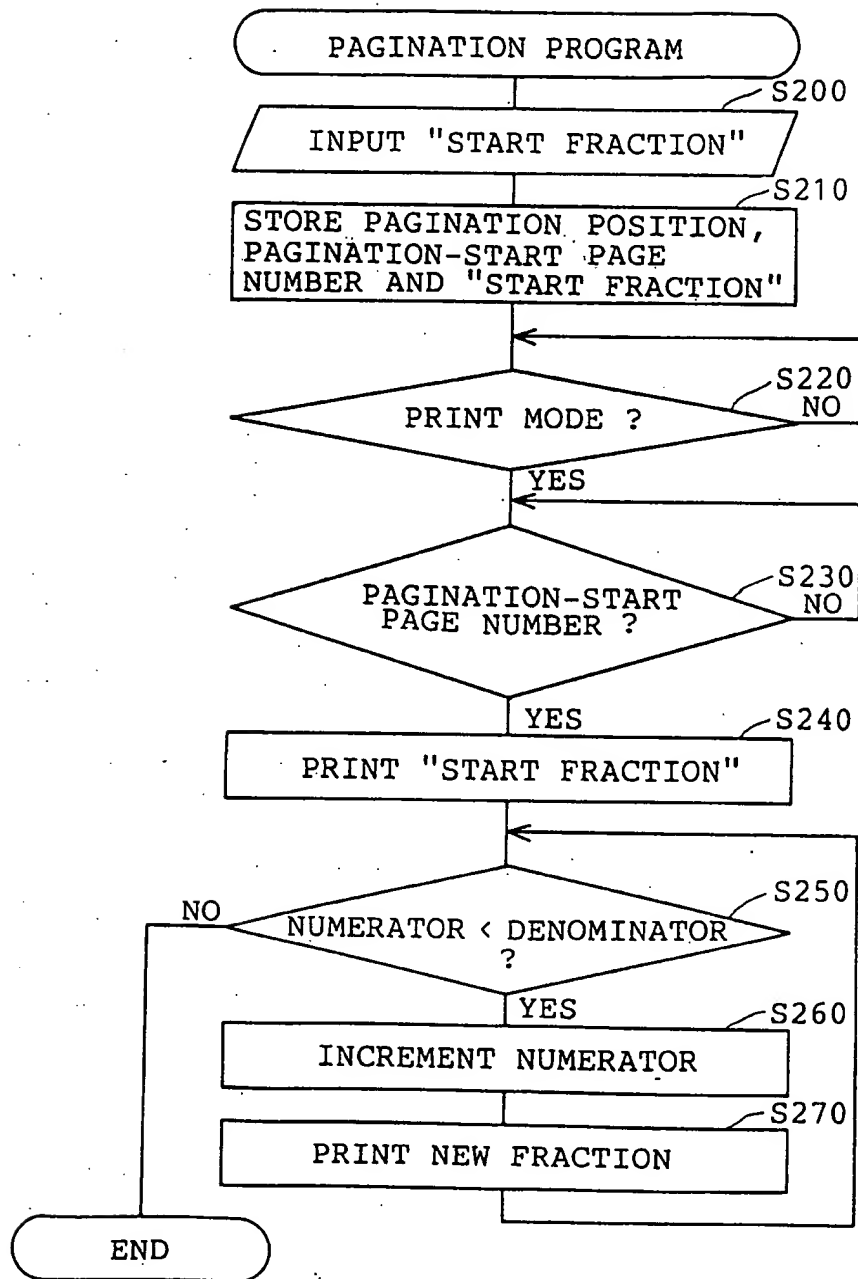 PAGINATION PROGRAM
S200
INPUT "START FRACTION"
S210
STORE PAGINATION POSITION,
PAGINATION-START PAGE
NUMBER AND "START FRACTION"
S220
PRINT MODE ?
NO
YES
S230
PAGINATION-START
PAGE NUMBER ?
NO
YES
S240
PRINT "START FRACTION"
S250
NO
NUMERATOR < DENOMINATOR
?
YES
S260
INCREMENT NUMERATOR
S270
PRINT NEW FRACTION
END